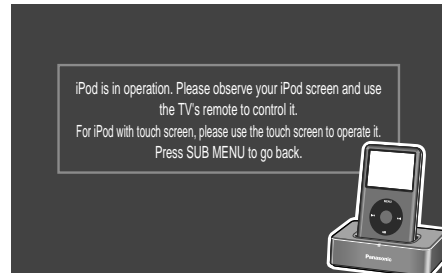 iPod is in operation. Please observe your iPod screen and use
the TV's remote to control it.
For iPod with touch screen, please use the touch screen to operate it.
Press SUB MENU to go back.
MENU
Panasonic